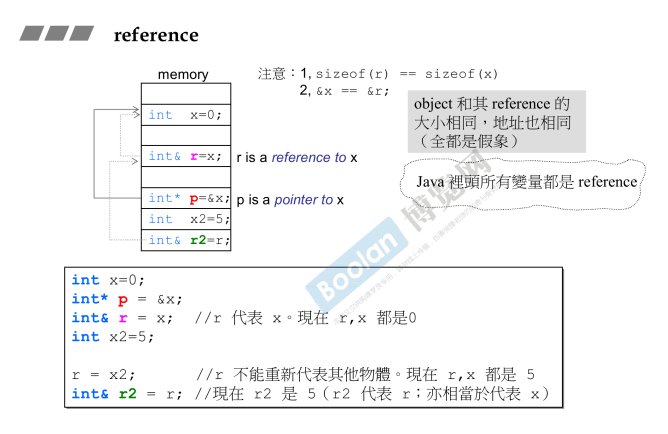 reference
memory
注意：1, sizeof(r) == sizeof(x)
2, &x == &r;
object 和其 reference 的
大小相同，地址也相同
（全都是假象）
Java 裡頭所有變量都是 reference
int x=0;
int& r=x;
r is a reference to x
int* p=&x;
p is a pointer to x
int x2=5;
int& r2=r;
Boolan 博览网
int x=0;
int* p = &x;
int& r = x; //r 代表 x。現在 r,x 都是0
int x2=5;
r = x2; //r 不能重新代表其他物體。現在 r,x 都是 5
int& r2 = r; //現在 r2 是 5（r2 代表 r；亦相當於代表 x）